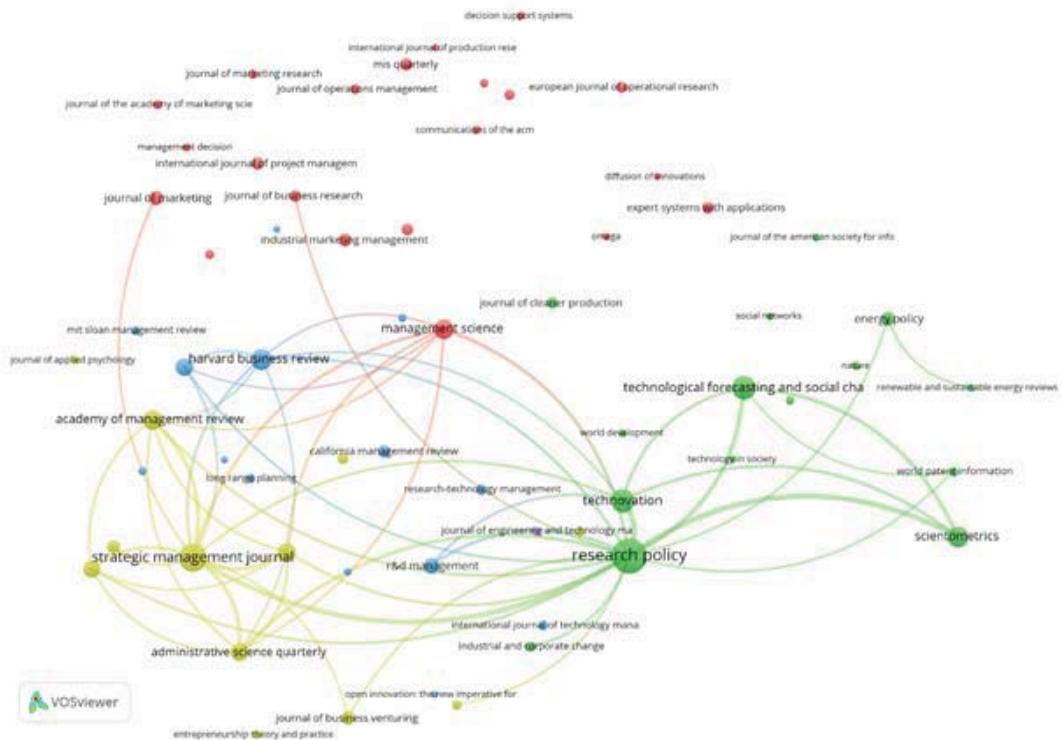 decision support systems
international journal of production rese
mis quarterly
journal of marketing research
journal of operations management
european journal of operational research
journal of the academy of marketing scie
communications of the acm
management decision
international journal of project managem
diffusion of innovations
journal of marketing
journal of business research
expert systems with applications
industrial marketing management
omega
journal of the american society for info
journal of cleaner production
social networks
energy policy
mit sloan management review
management science
journal of applied psychology
harvard business review
nature
technological forecasting and social cha
renewable and sustainable energy reviews
academy of management review
world development
california management review
technology in society
long range planning
world patent information
research-technology management
technovation
journal of engineering and technology ma
scientometrics
strategic management journal
research policy
r&d management
international journal of technology mana
industrial and corporate change
administrative science quarterly
open innovation: the new imperative for
journal of business venturing
entrepreneurship theory and practice
VOSviewer